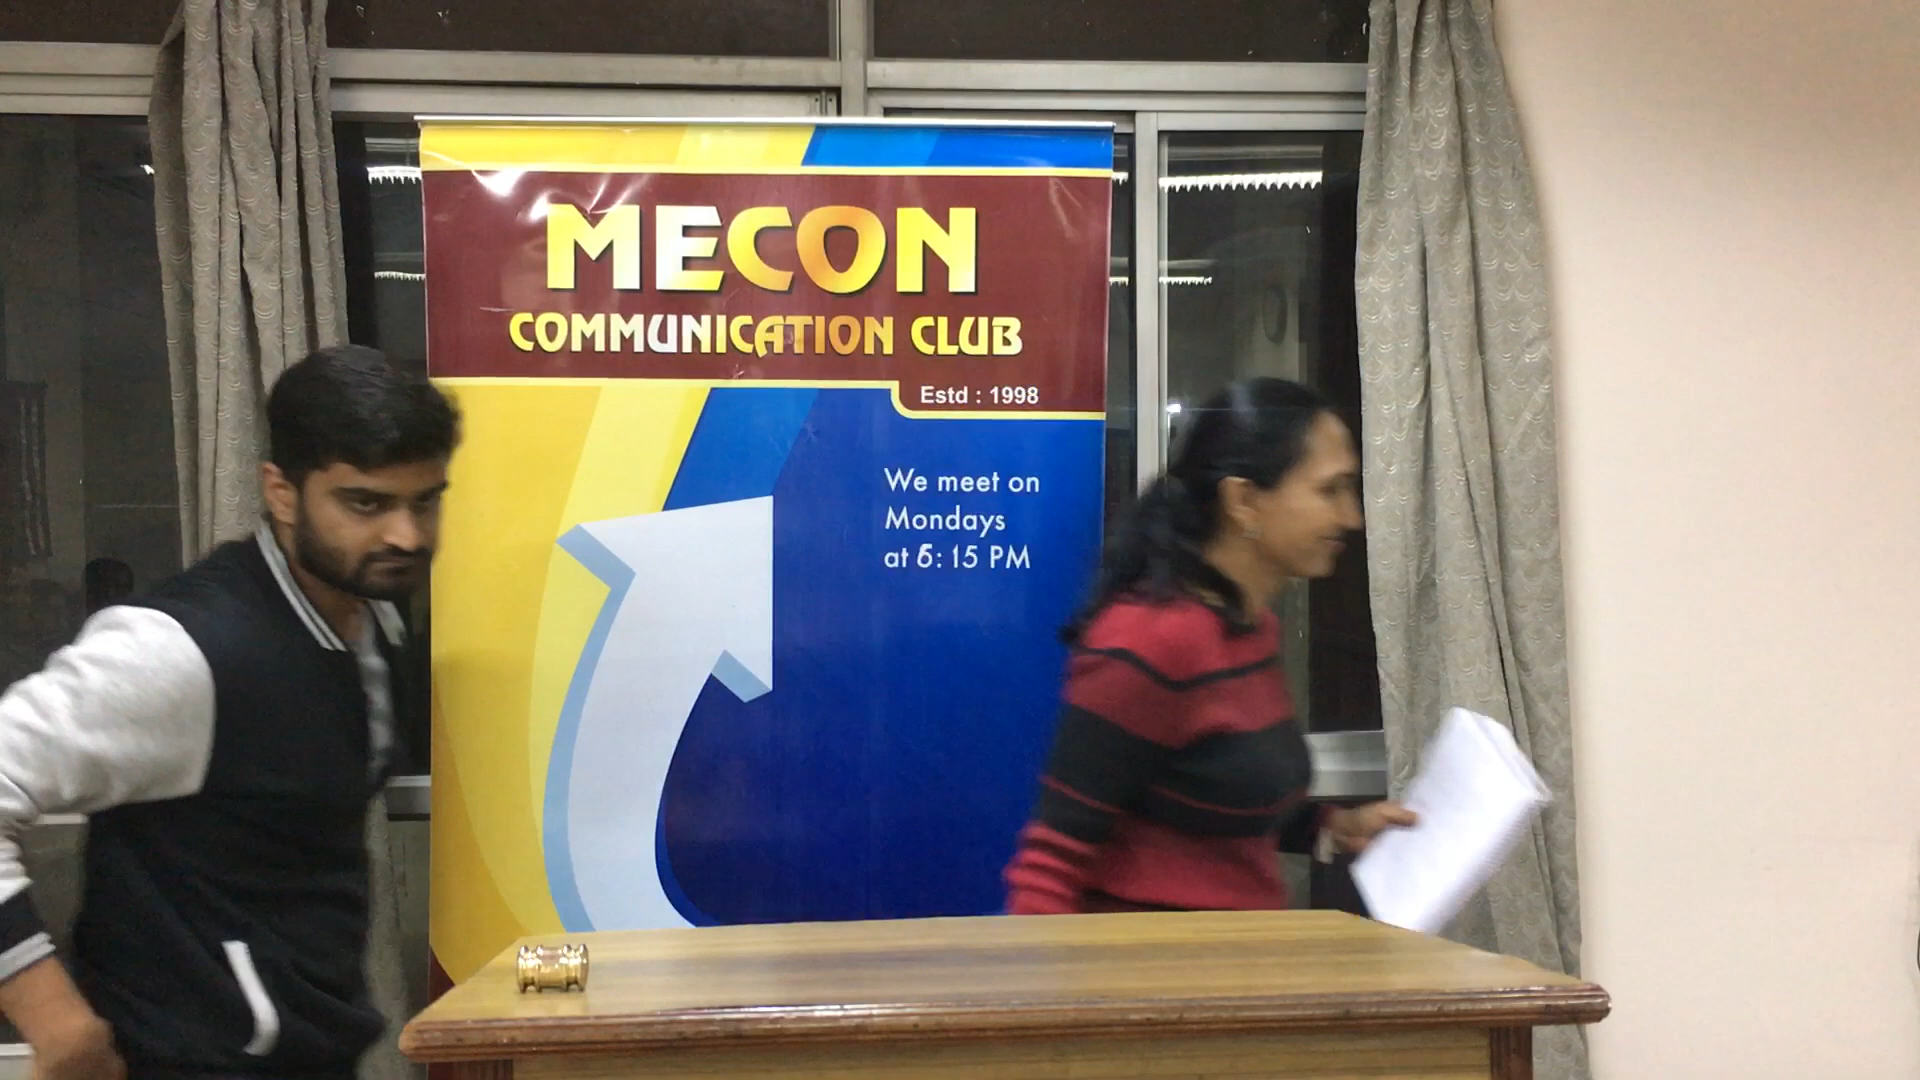 MECON
COMMUNICATION CLUB
Estd : 1998
We meet on
Mondays
at 6: 15 PM